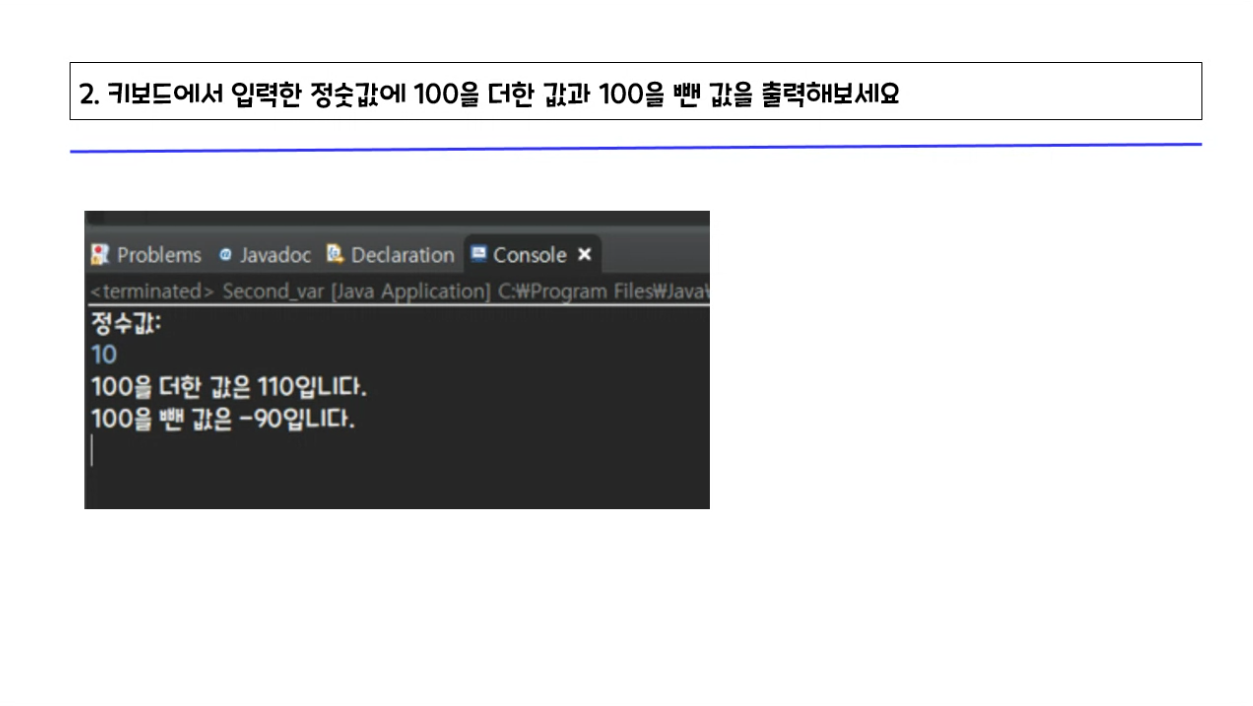 2. 키보드에서 입력한 정숫값에 100을 더한 값과 100을 뺀 값을 출력해보세요
Problems @ Javadoc Declaration Console
<terminated> Second_var [Java Application] C:₩Program Files₩Java₩
정수값:
10
100을 더한 값은 110입니다.
100을 뺀 값은 -90입니다.